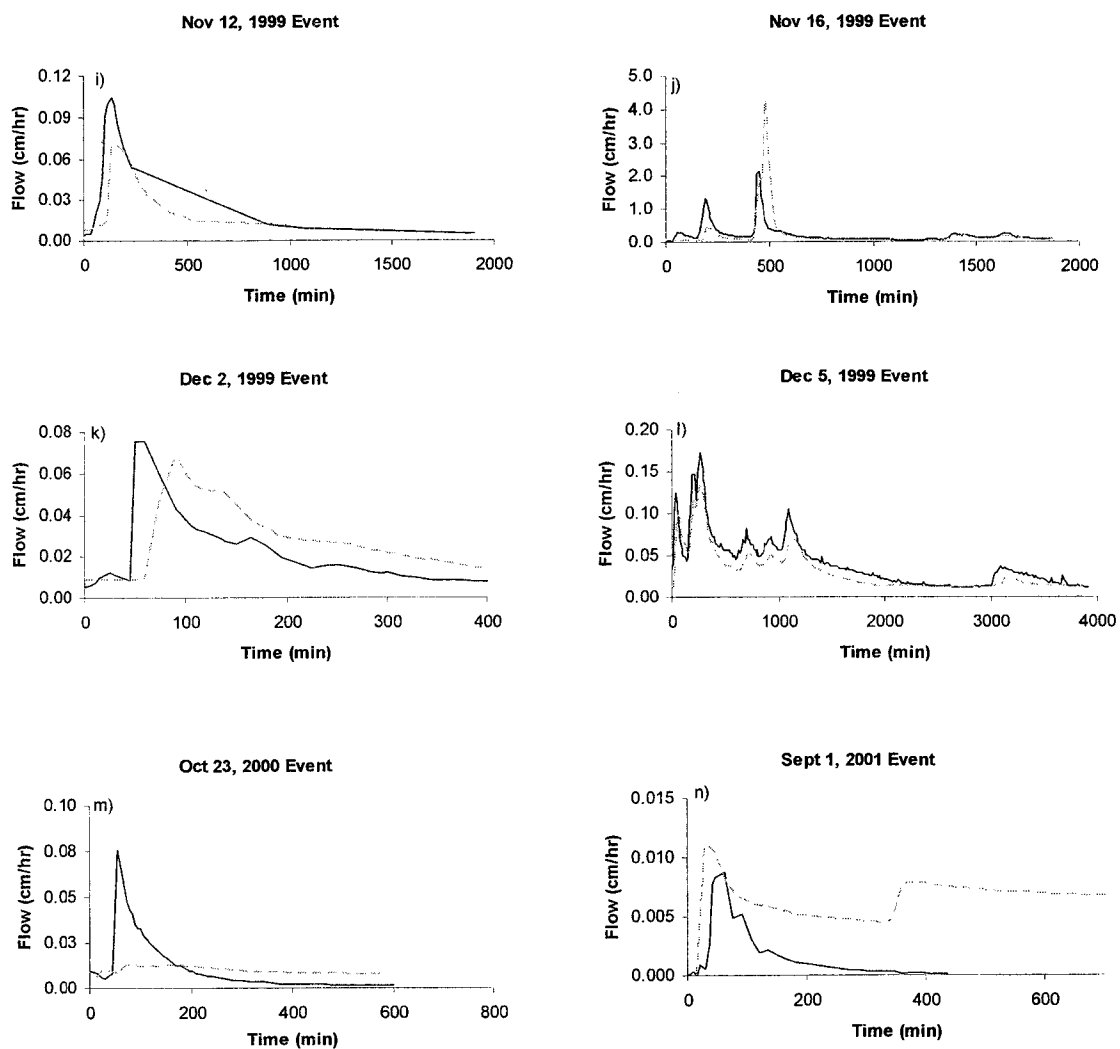 Nov 12, 1999 Event
i)
0.12
0.09
0.06
0.03
0.00
Flow (cm/hr)
0
500
1000
1500
2000
Time (min)
Nov 16, 1999 Event
j)
5.0
4.0
3.0
2.0
1.0
0.0
Flow (cm/hr)
0
500
1000
1500
2000
Time (min)
Dec 2, 1999 Event
k)
0.08
0.06
0.04
0.02
0.00
Flow (cm/hr)
0
100
200
300
400
Time (min)
Dec 5, 1999 Event
l)
0.20
0.15
0.10
0.05
0.00
Flow (cm/hr)
0
1000
2000
3000
4000
Time (min)
Oct 23, 2000 Event
m)
0.10
0.08
0.05
0.03
0.00
Flow (cm/hr)
0
200
400
600
800
Time (min)
Sept 1, 2001 Event
n)
0.015
0.010
0.005
0.000
Flow (cm/hr)
0
200
400
600
Time (min)